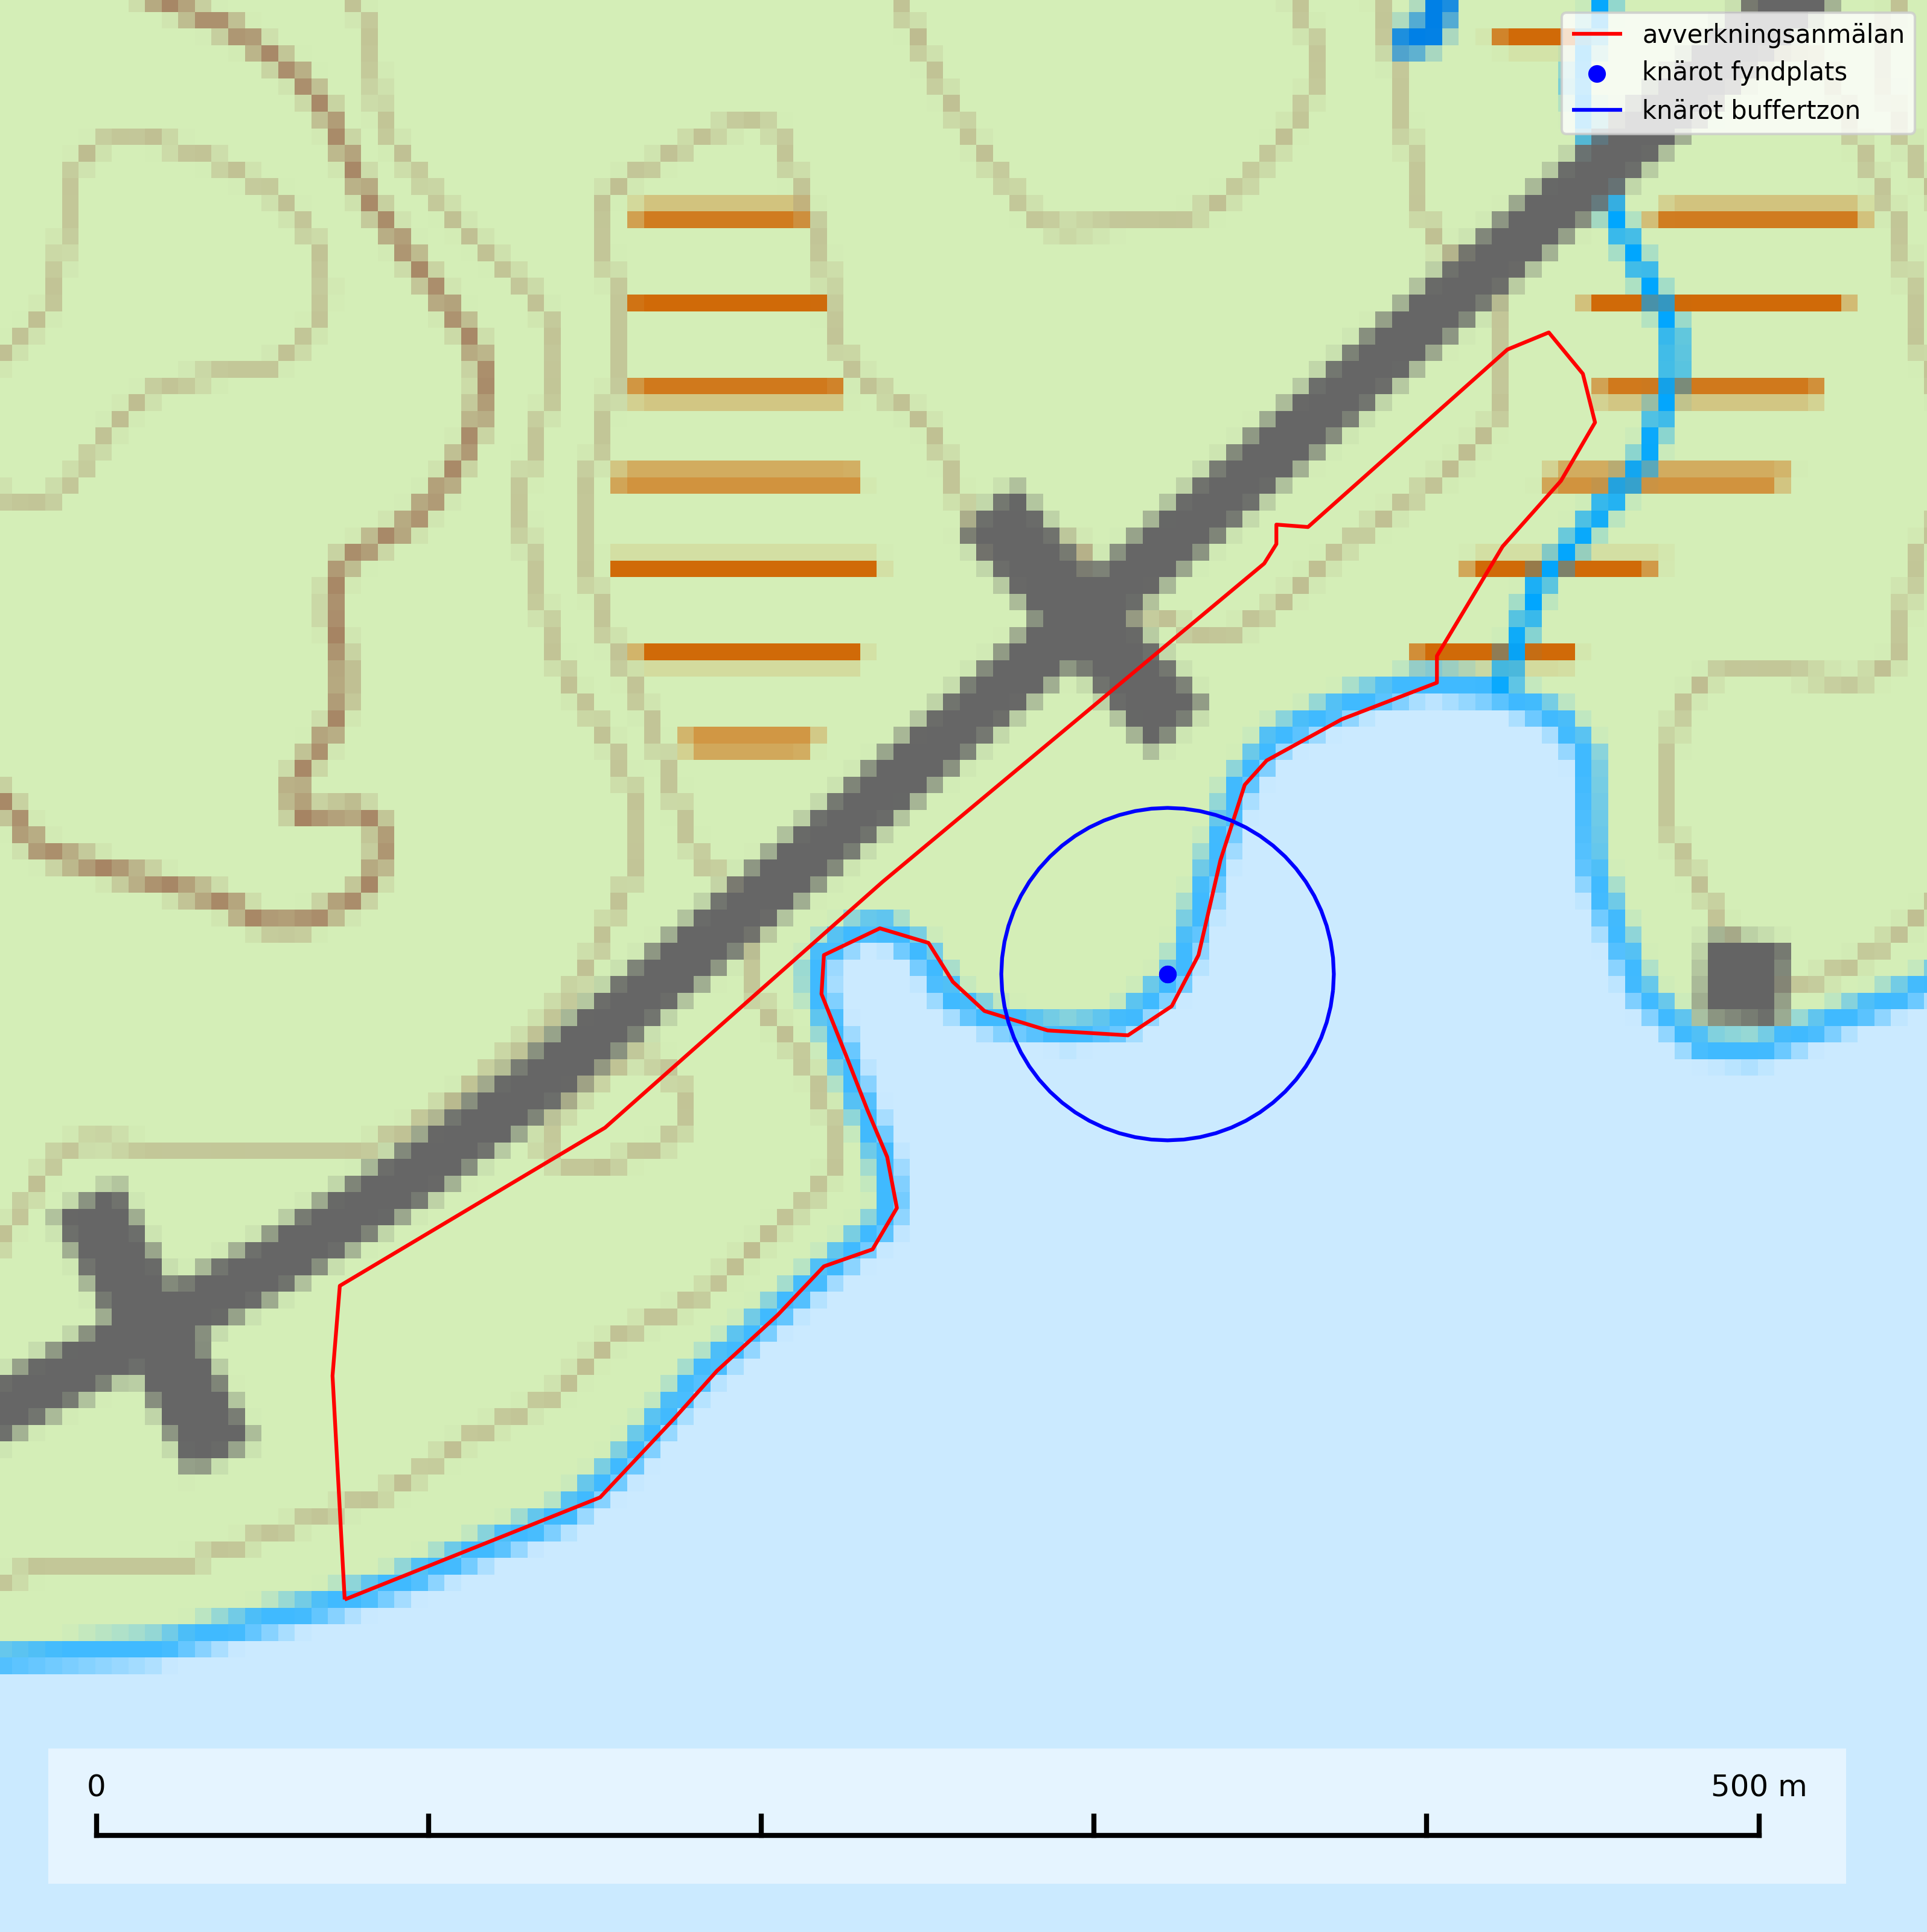 avverkningsanmälan
knärot fyndplats
knärot buffertzon
0
500 m